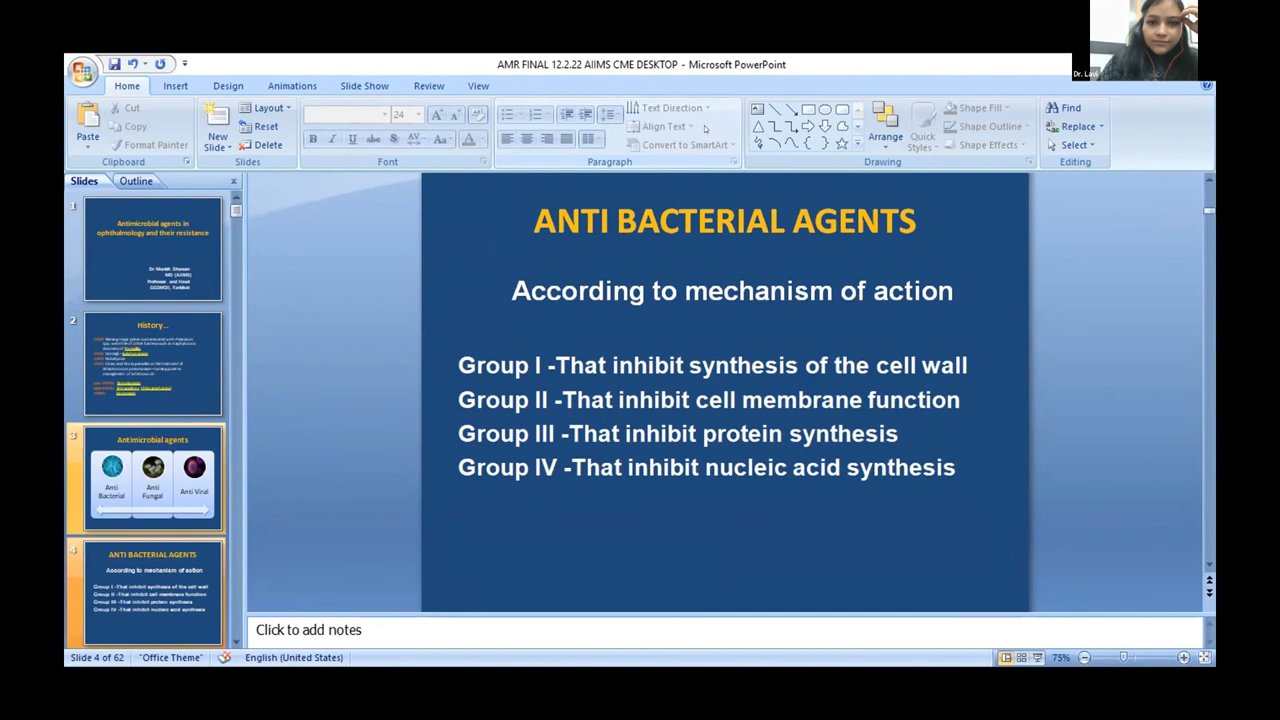 AMR FINAL 12.2.22 AIIMS CME DESKTOP - Microsoft PowerPoint
Dr. Lavi
Home Insert Design Animations Slide Show Review View
Paste Cut Copy Format Painter
Clipboard
New Slide Layout Reset Delete
Slides
24
Font
Text Direction
Align Text
Convert to SmartArt
Paragraph
Arrange Quick Styles Shape Fill Shape Outline Shape Effects
Drawing
Find
Replace
Select
Editing
Slides Outline
1
Antimicrobial agents in
ophthalmology and their resistance
MD (AIIMS)
Professor and Head
2
History...
3
Antimicrobial agents
Anti Bacterial
Anti Fungal
Anti Viral
4
ANTI BACTERIAL AGENTS
According to mechanism of action
Group I -That inhibit synthesis of the cell wall
Group II -That inhibit cell membrane function
Group III -That inhibit protein synthesis
Group IV -That inhibit nucleic acid synthesis
ANTI BACTERIAL AGENTS
According to mechanism of action
Group I -That inhibit synthesis of the cell wall
Group II -That inhibit cell membrane function
Group III -That inhibit protein synthesis
Group IV -That inhibit nucleic acid synthesis
Click to add notes
Slide 4 of 62 "Office Theme" English (United States) 75%